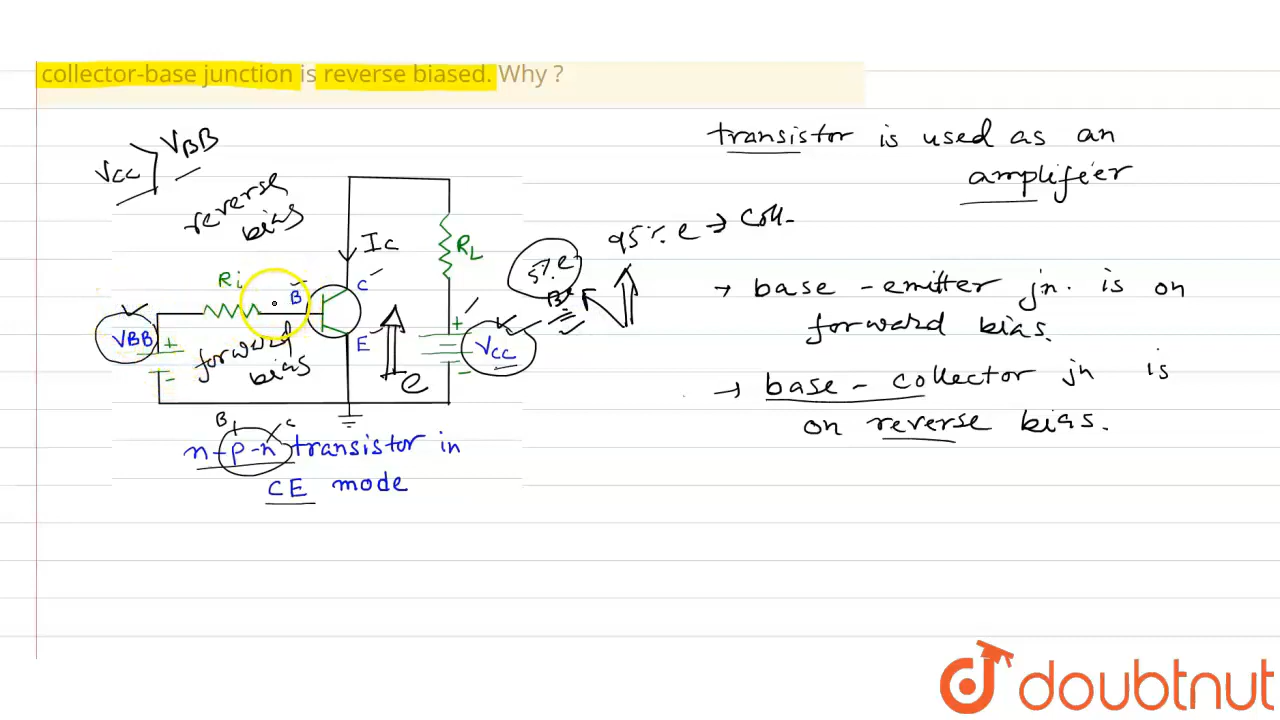 collector-base junction is reverse biased. Why ?
VCC > VBB
reverse
bias
transistor is used as an
amplifier
95% e → Coll-
5% e
B
IC
RL
Ri
B
C
E
VBB
+
-
forward
bias
e
+
VCC
-
→ base - emitter jn. is on
forward bias.
→ base - collector jn is
on reverse bias.
B
C
n-p-n transistor in
CE mode
doubtnut